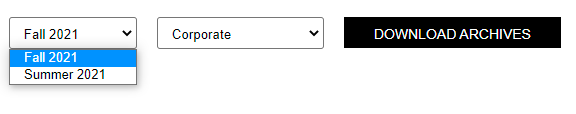 Fall 2021 Corporate DOWNLOAD ARCHIVES
Fall 2021
Summer 2021